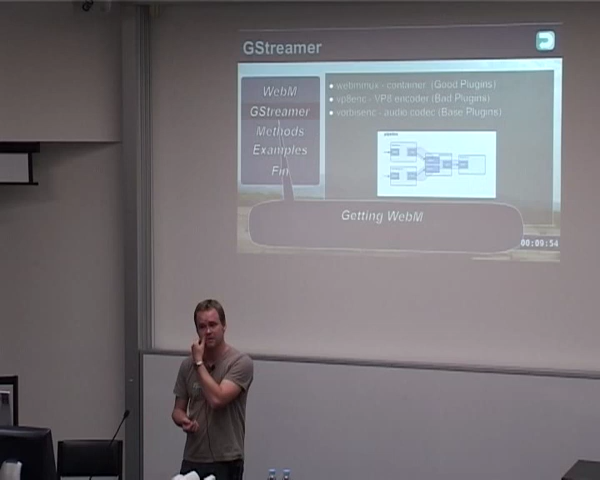 GStreamer
WebM
GStreamer
Methods
Examples
Fin
webmmux - container (Good Plugins)
vp8enc - VP8 encoder (Bad Plugins)
vorbisenc - audio codec (Base Plugins)
Getting WebM
00:09:54